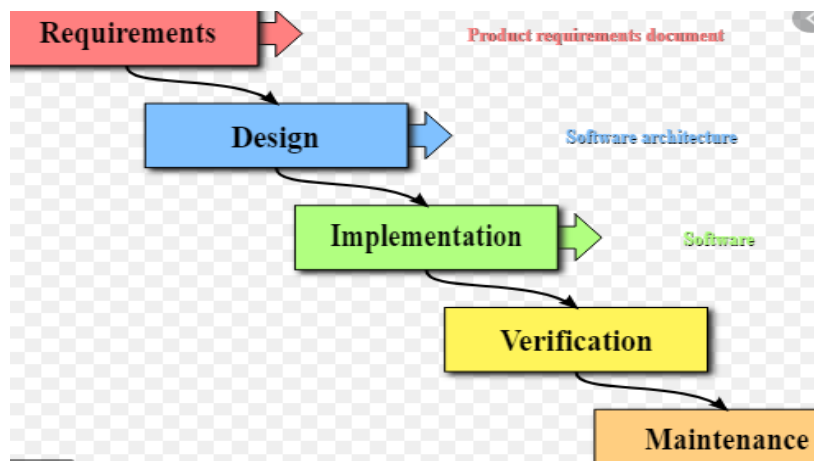 Requirements
Product requirements document
Design
Software architecture
Implementation
Software
Verification
Maintenance